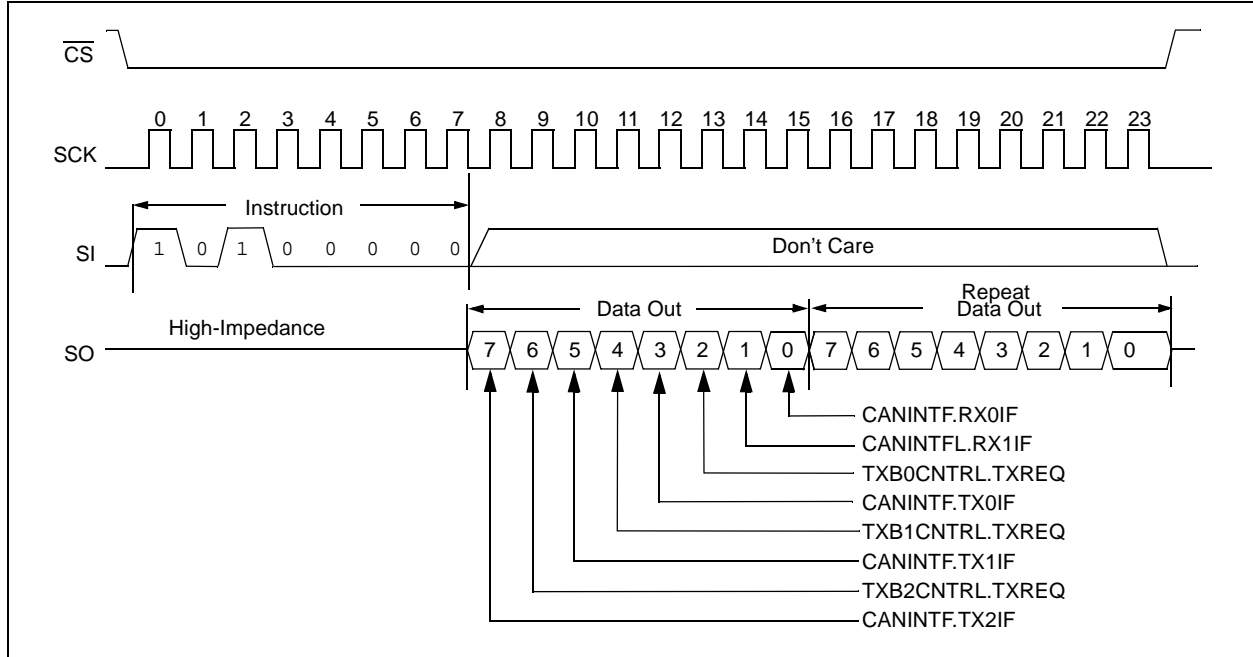 CS
0 1 2 3 4 5 6 7 8 9 10 11 12 13 14 15 16 17 18 19 20 21 22 23
SCK
Instruction
SI 1 0 1 0 0 0 0 0 Don't Care
High-Impedance Data Out Repeat
Data Out
SO 7 6 5 4 3 2 1 0 7 6 5 4 3 2 1 0
CANINTF.RX0IF
CANINTFL.RX1IF
TXB0CNTRL.TXREQ
CANINTF.TX0IF
TXB1CNTRL.TXREQ
CANINTF.TX1IF
TXB2CNTRL.TXREQ
CANINTF.TX2IF